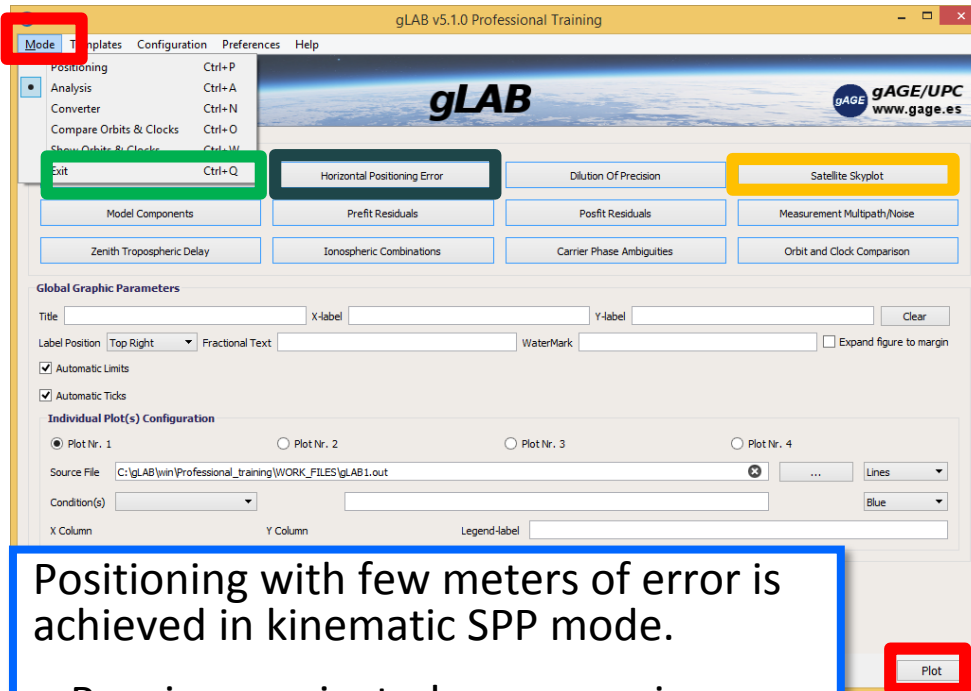 gLAB v5.1.0 Professional Training
Mode Templates Configuration Preferences Help
Positioning Ctrl+P
Analysis Ctrl+A
Converter Ctrl+N
Compare Orbits & Clocks Ctrl+O
Show Orbits & Clocks Ctrl+W
Exit Ctrl+Q
gLAB
gAGE gAGE/UPC
www.gage.es
Horizontal Positioning Error Dilution Of Precision Satellite Skyplot
Model Components Prefit Residuals Posfit Residuals Measurement Multipath/Noise
Zenith Tropospheric Delay Ionospheric Combinations Carrier Phase Ambiguities Orbit and Clock Comparison
Global Graphic Parameters
Title X-label Y-label Clear
Label Position Top Right Fractional Text WaterMark Expand figure to margin
Automatic Limits
Automatic Ticks
Individual Plot(s) Configuration
Plot Nr. 1 Plot Nr. 2 Plot Nr. 3 Plot Nr. 4
Source File C:\gLAB\win\Professional_training\WORK_FILES\gLAB1.out ... Lines
Condition(s) Blue
X Column Y Column Legend-label
Positioning with few meters of error is
achieved in kinematic SPP mode.
Plot